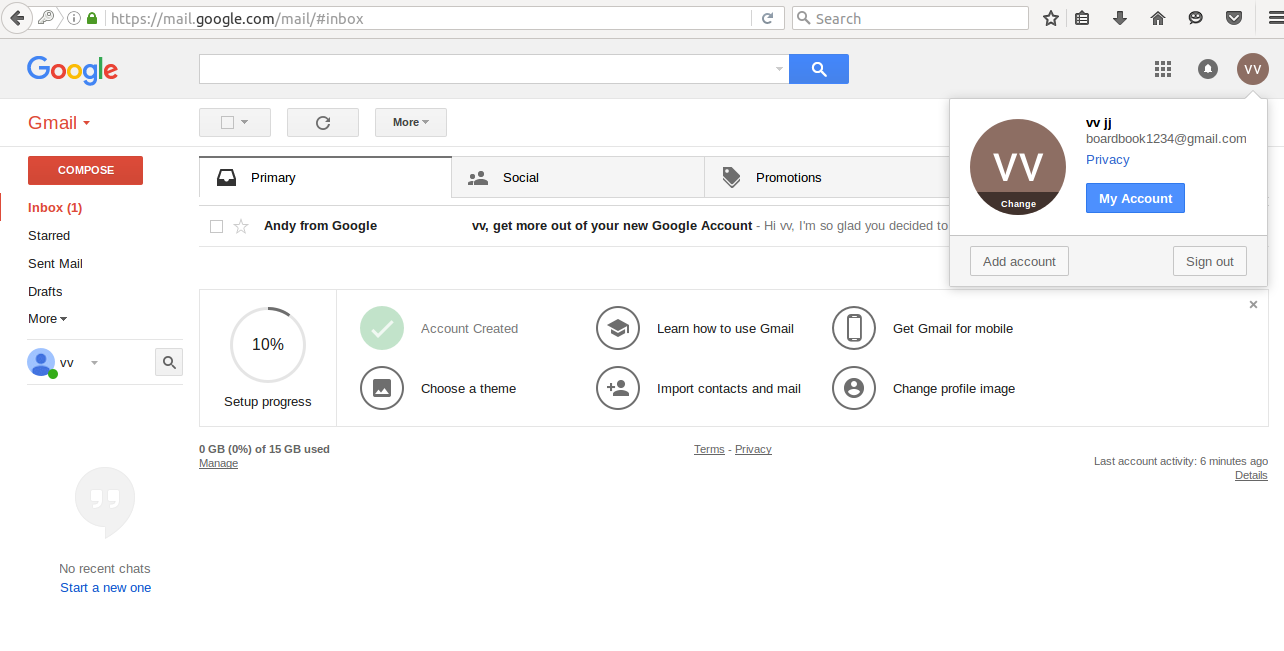 https://mail.google.com/mail/#inbox
Search
Google
VV
Gmail
More
vv jj
boardbook1234@gmail.com
Privacy
VV
Change
My Account
Add account
Sign out
COMPOSE
Primary
Social
Promotions
Inbox (1)
Starred
Sent Mail
Drafts
More
Andy from Google
vv, get more out of your new Google Account - Hi vv, I'm so glad you decided to
vv
10%
Setup progress
Account Created
Learn how to use Gmail
Get Gmail for mobile
Choose a theme
Import contacts and mail
Change profile image
0 GB (0%) of 15 GB used
Manage
Terms - Privacy
Last account activity: 6 minutes ago
Details
No recent chats
Start a new one